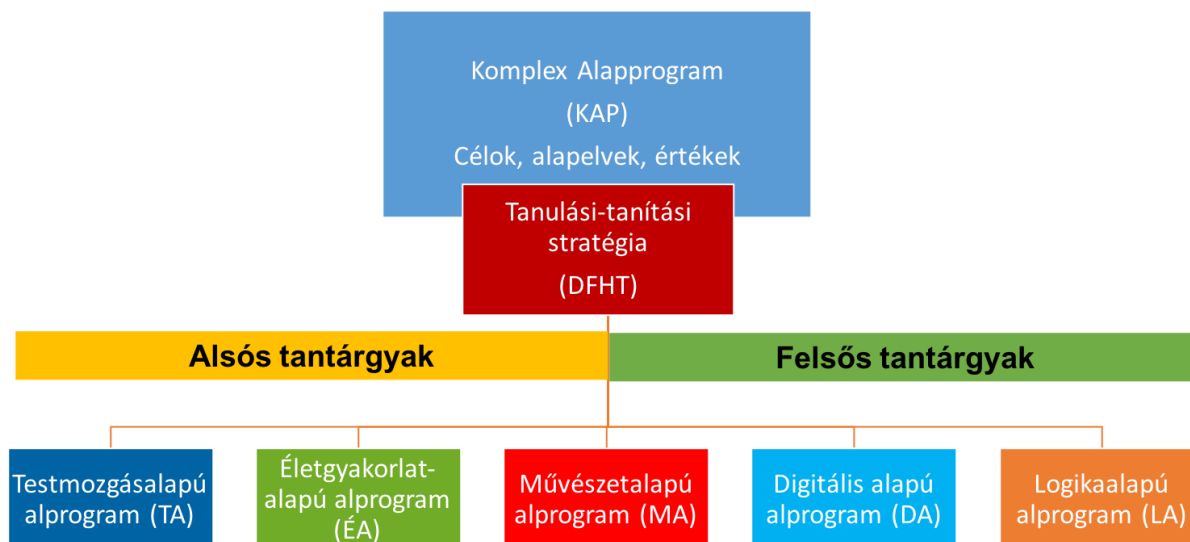 Komplex Alapprogram
(KAP)
Célok, alapelvek, értékek
Tanulási-tanítási
stratégia
(DFHT)
Alsós tantárgyak
Felsős tantárgyak
Testmozgásalapú
alprogram (TA)
Életgyakorlat-
alapú alprogram
(ÉA)
Művészetalapú
alprogram (MA)
Digitális alapú
alprogram (DA)
Logikaalapú
alprogram (LA)